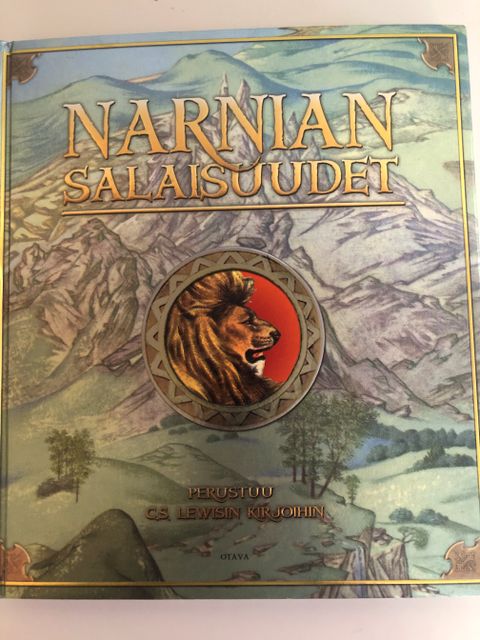 NARNIAN
SALAISUUDET
PERUSTUU
C.S. LEWISIN KIRJOIHIN
OTAVA